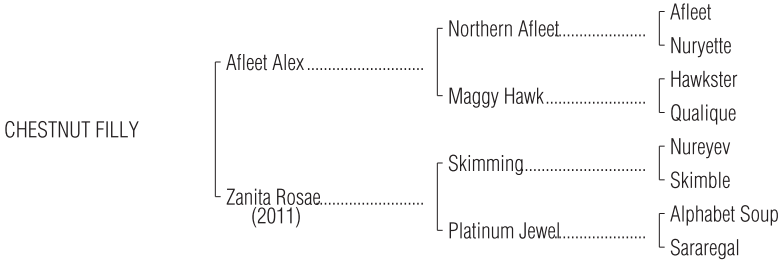 Afleet
Northern Afleet
Nuryette
Afleet Alex
Hawkster
Maggy Hawk
Qualique
CHESTNUT FILLY
Nureyev
Skimming
Skimble
Zanita Rosae
(2011)
Alphabet Soup
Platinum Jewel
Sararegal